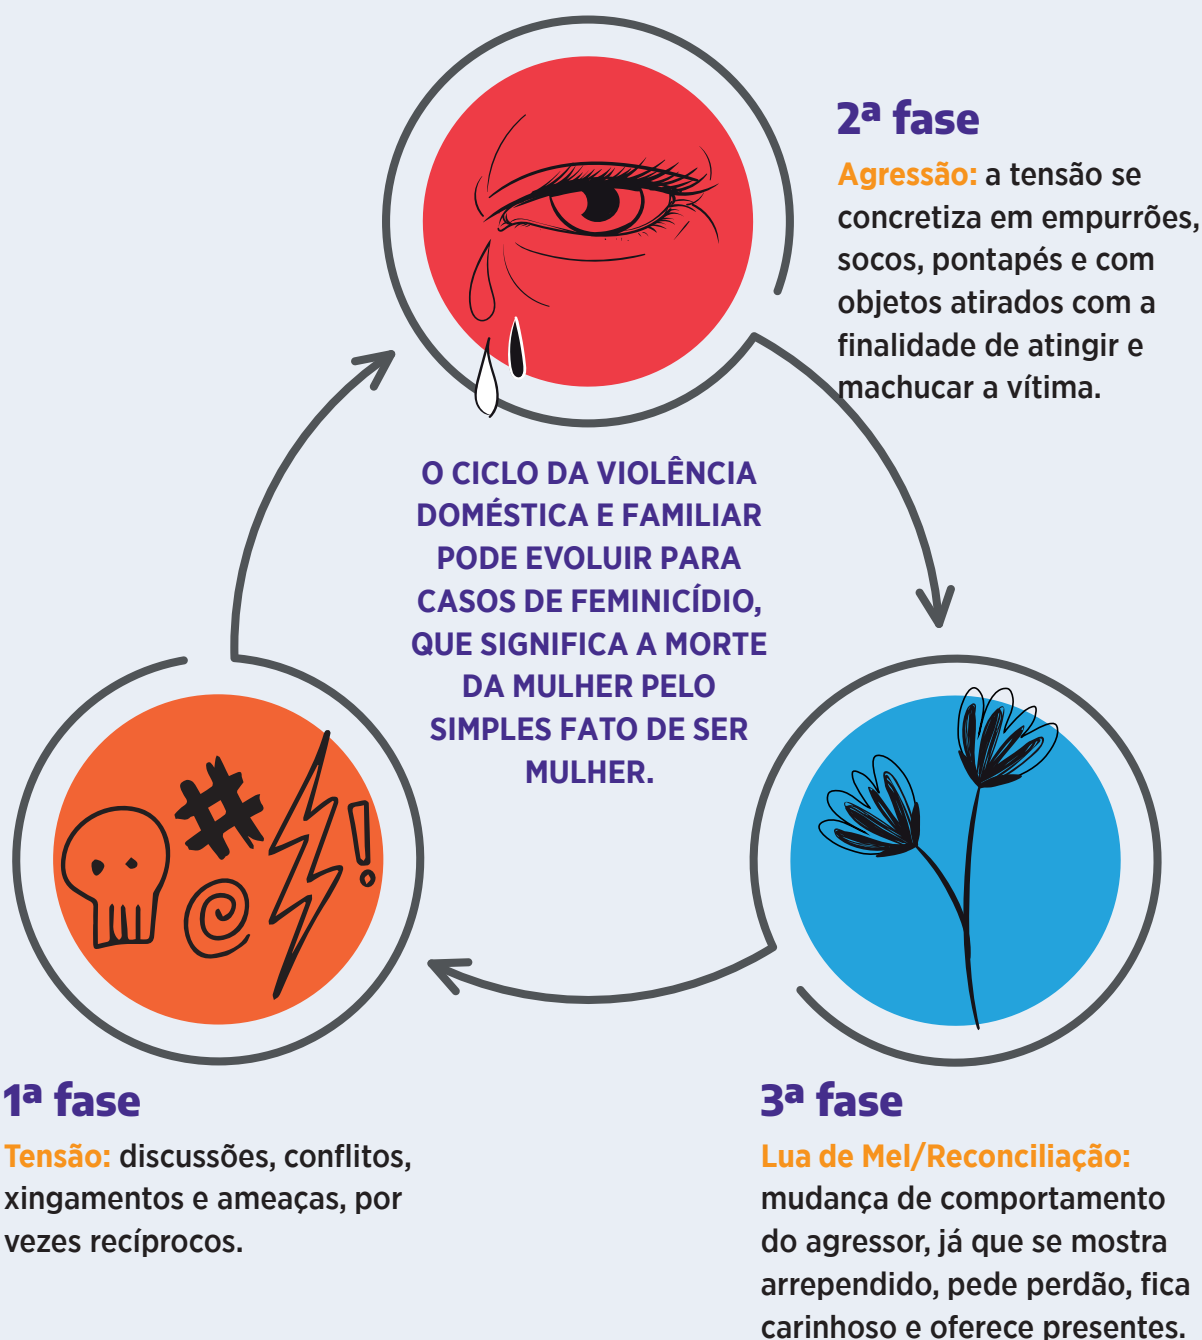 2ª fase
Agressão: a tensão se
concretiza em empurrões,
socos, pontapés e com
objetos atirados com a
finalidade de atingir e
machucar a vítima.
O CICLO DA VIOLÊNCIA
DOMÉSTICA E FAMILIAR
PODE EVOLUIR PARA
CASOS DE FEMINICÍDIO,
QUE SIGNIFICA A MORTE
DA MULHER PELO
SIMPLES FATO DE SER
MULHER.
1ª fase
Tensão: discussões, conflitos,
xingamentos e ameaças, por
vezes recíprocos.
3ª fase
Lua de Mel/Reconciliação:
mudança de comportamento
do agressor, já que se mostra
arrependido, pede perdão, fica
carinhoso e oferece presentes.